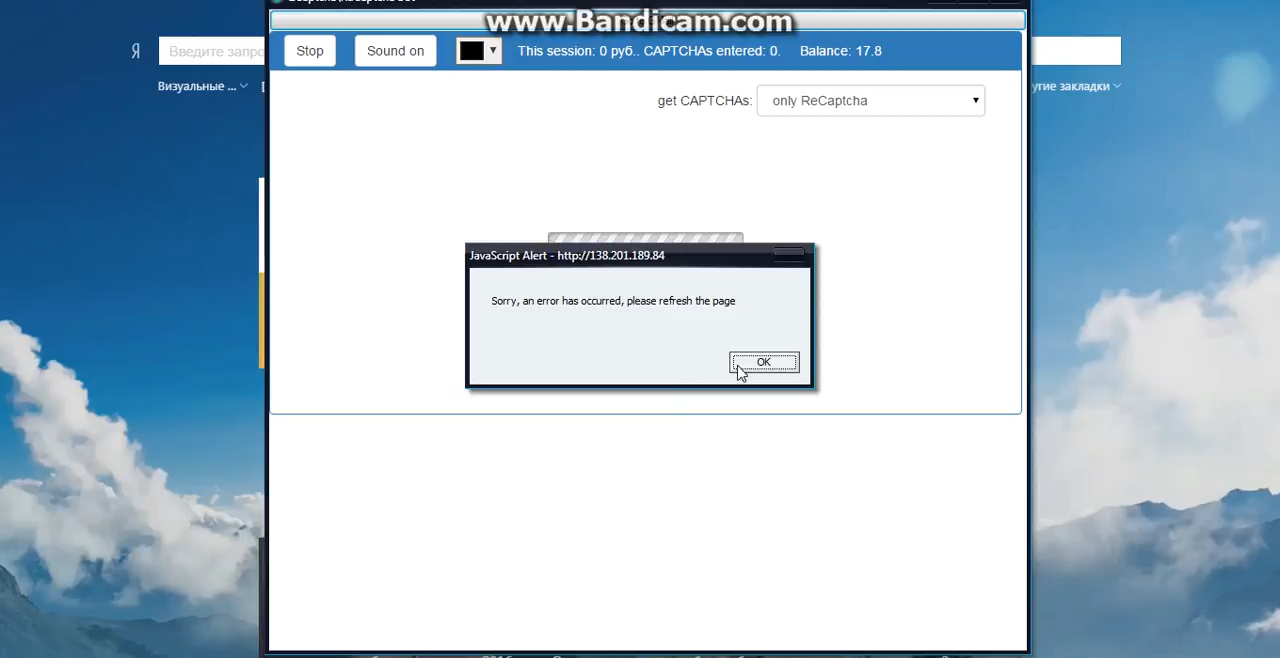 www.Bandicam.com
Я Введите запро
Stop Sound on This session: 0 руб.. CAPTCHAs entered: 0. Balance: 17.8
Визуальные ...
угие закладки
get CAPTCHAs: only ReCaptcha
JavaScript Alert - http://138.201.189.84
Sorry, an error has occurred, please refresh the page
OK